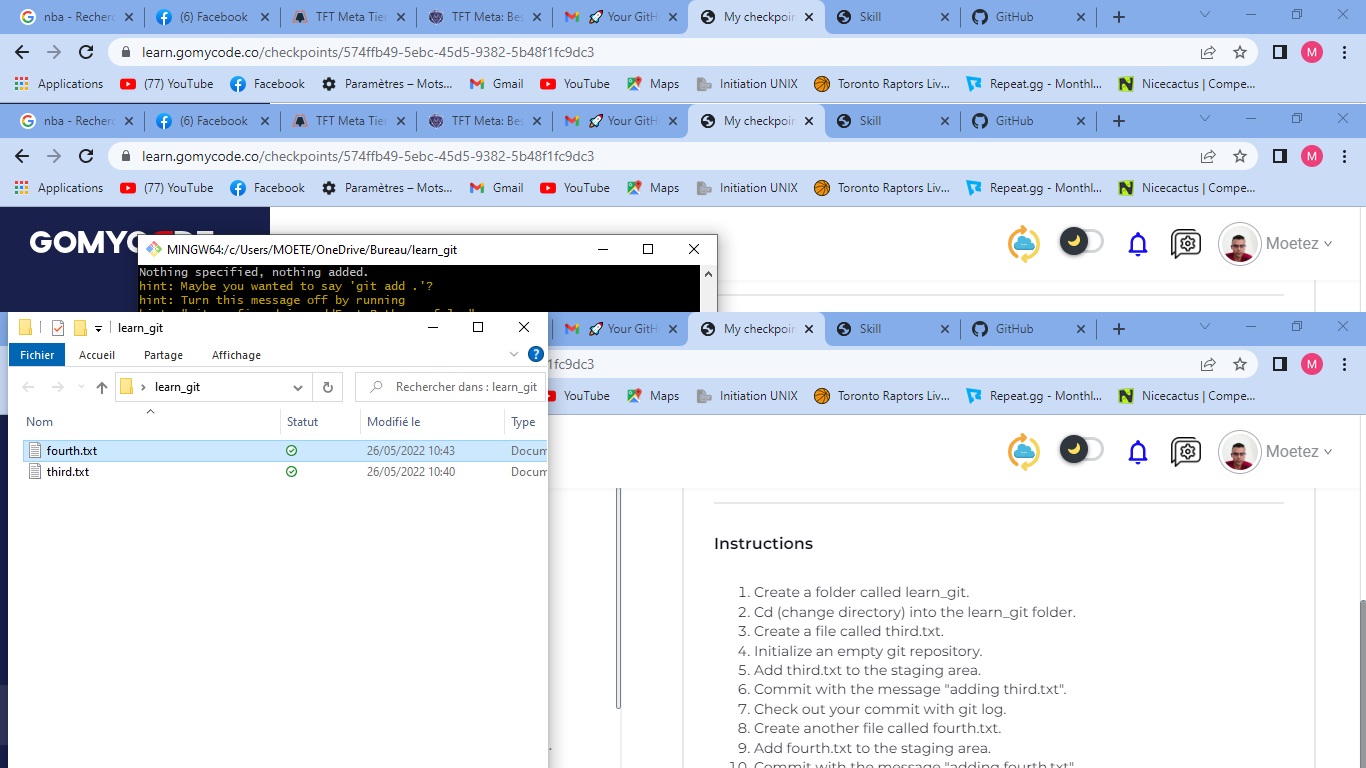 nba - Recherc
(6) Facebook
TFT Meta Tier
TFT Meta: Bes
Your GitH
My checkpoin
Skill
GitHub
learn.gomycode.co/checkpoints/574ffb49-5ebc-45d5-9382-5b48f1fc9dc3
M
Applications
(77) YouTube
Facebook
Paramètres – Mots...
Gmail
YouTube
Maps
Initiation UNIX
Toronto Raptors Liv...
Repeat.gg - Monthl...
Nicecactus | Compe...
nba - Recherc
(6) Facebook
TFT Meta Tier
TFT Meta: Bes
Your GitH
My checkpoin
Skill
GitHub
learn.gomycode.co/checkpoints/574ffb49-5ebc-45d5-9382-5b48f1fc9dc3
M
Applications
(77) YouTube
Facebook
Paramètres – Mots...
Gmail
YouTube
Maps
Initiation UNIX
Toronto Raptors Liv...
Repeat.gg - Monthl...
Nicecactus | Compe...
GOMYC
Moetez
MINGW64:/c/Users/MOETE/OneDrive/Bureau/learn_git
Nothing specified, nothing added.
hint: Maybe you wanted to say 'git add .'?
hint: Turn this message off by running
learn_git
Your GitH
My checkpoin
Skill
GitHub
Fichier
Accueil
Partage
Affichage
1fc9dc3
M
learn_git
Rechercher dans : learn_git
YouTube
Maps
Initiation UNIX
Toronto Raptors Liv...
Repeat.gg - Monthl...
Nicecactus | Compe...
Nom
Statut
Modifié le
Type
fourth.txt
26/05/2022 10:43
Docum
third.txt
26/05/2022 10:40
Docum
Moetez
Instructions
1. Create a folder called learn_git.
2. Cd (change directory) into the learn_git folder.
3. Create a file called third.txt.
4. Initialize an empty git repository.
5. Add third.txt to the staging area.
6. Commit with the message "adding third.txt".
7. Check out your commit with git log.
8. Create another file called fourth.txt.
9. Add fourth.txt to the staging area.
10. Commit with the message "adding fourth.txt"